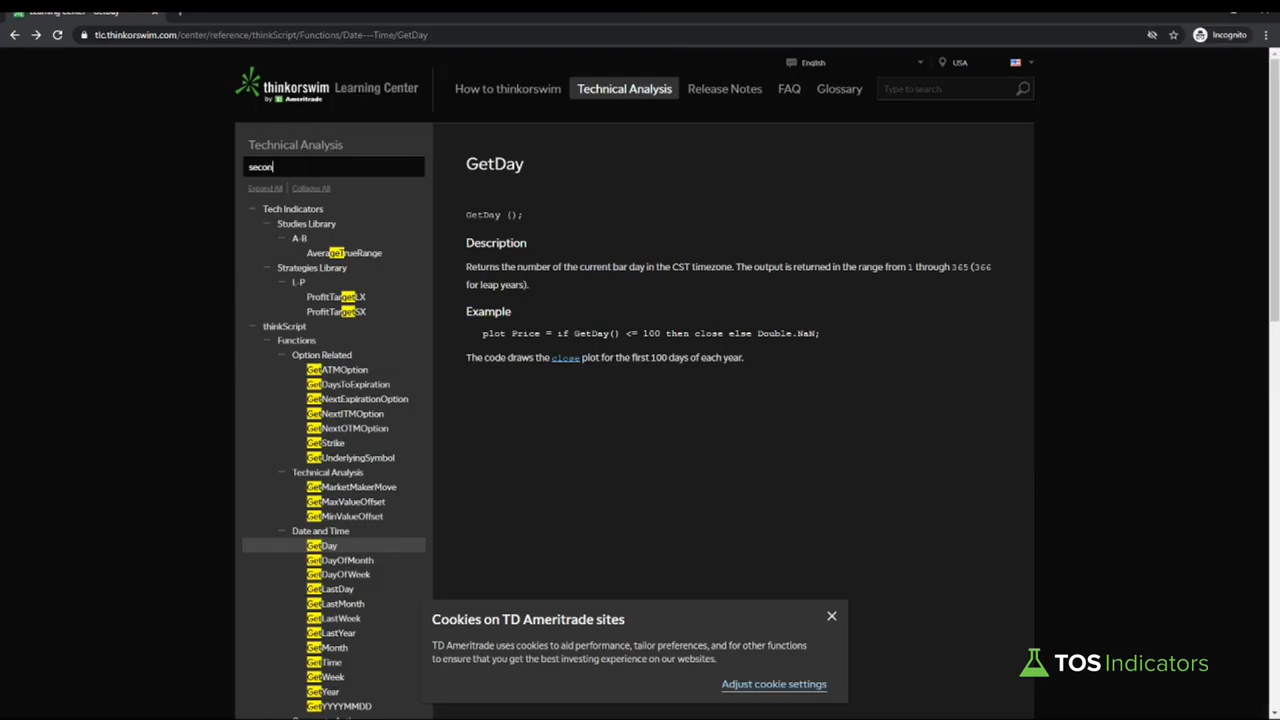 Learning Center - GetDay
tlc.thinkorswim.com/center/reference/thinkScript/Functions/Date---Time/GetDay
Incognito
English
USA
thinkorswim Learning Center
by Ameritrade
How to thinkorswim
Technical Analysis
Release Notes
FAQ
Glossary
Type to search
Technical Analysis
secon
Expand All
Collapse All
Tech Indicators
Studies Library
A-B
AverageTrueRange
Strategies Library
L-P
ProfitTargetLX
ProfitTargetSX
thinkScript
Functions
Option Related
GetATMOption
GetDaysToExpiration
GetNextExpirationOption
GetNextITMOption
GetNextOTMOption
GetStrike
GetUnderlyingSymbol
Technical Analysis
GetMarketMakerMove
GetMaxValueOffset
GetMinValueOffset
Date and Time
GetDay
GetDayOfMonth
GetDayOfWeek
GetLastDay
GetLastMonth
GetLastWeek
GetLastYear
GetMonth
GetTime
GetWeek
GetYear
GetYYYYMMDD
GetDay
GetDay ();
Description
Returns the number of the current bar day in the CST timezone. The output is returned in the range from 1 through 365 (366
for leap years).
Example
plot Price = if GetDay() <= 100 then close else Double.NaN;
The code draws the close plot for the first 100 days of each year.
Cookies on TD Ameritrade sites
TD Ameritrade uses cookies to aid performance, tailor preferences, and for other functions
to ensure that you get the best investing experience on our websites.
Adjust cookie settings
TOS Indicators